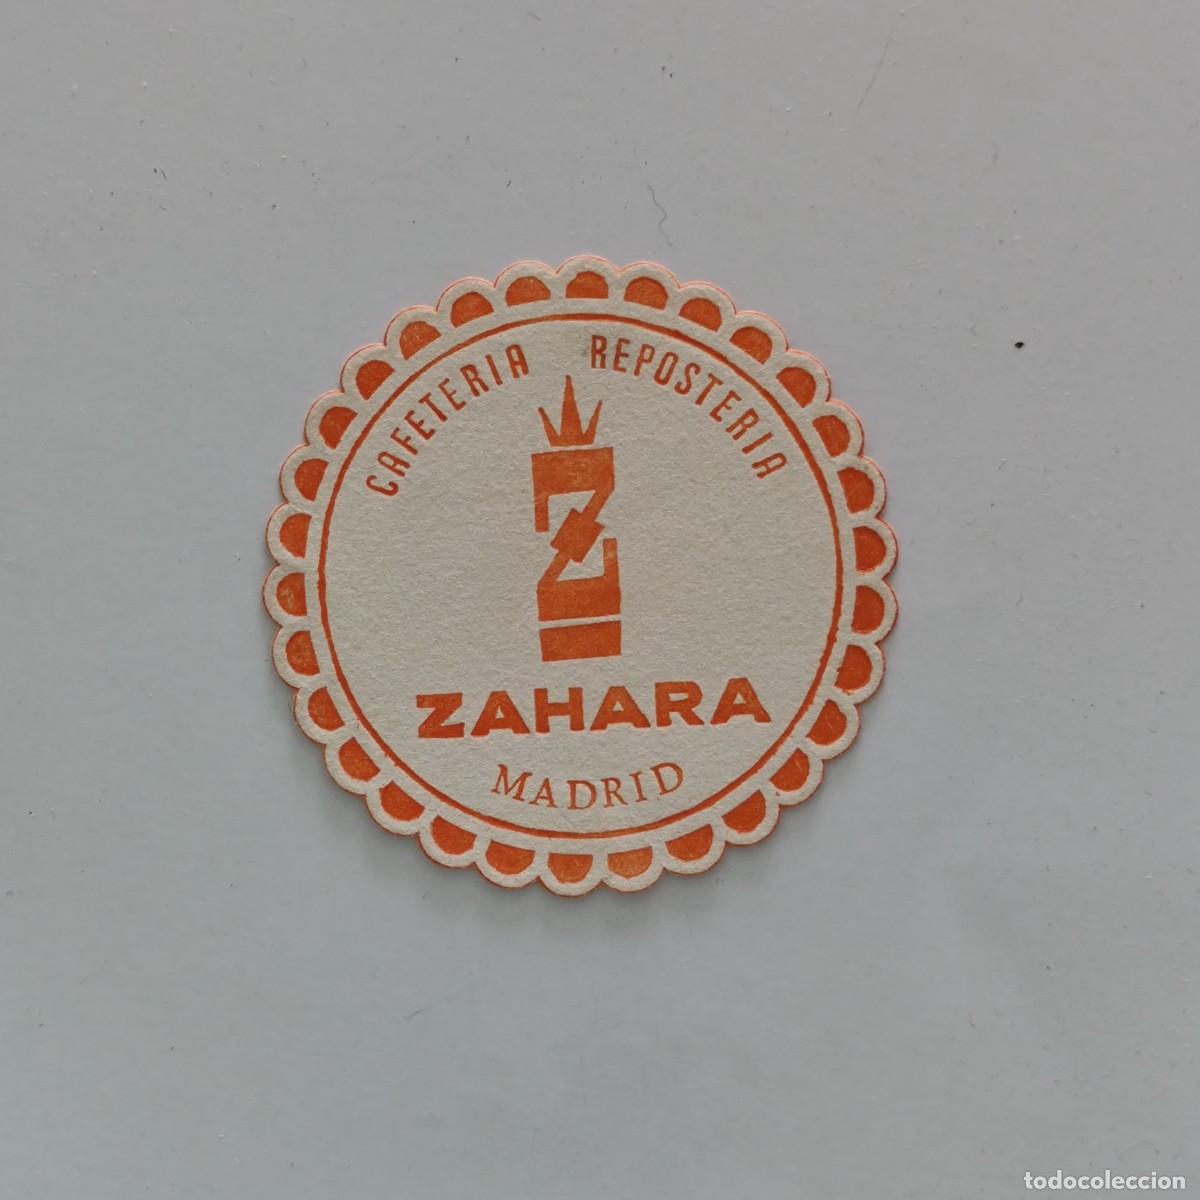 CAFETERIA REPOSTERIA
Z
ZAHARA
MADRID
todocoleccion